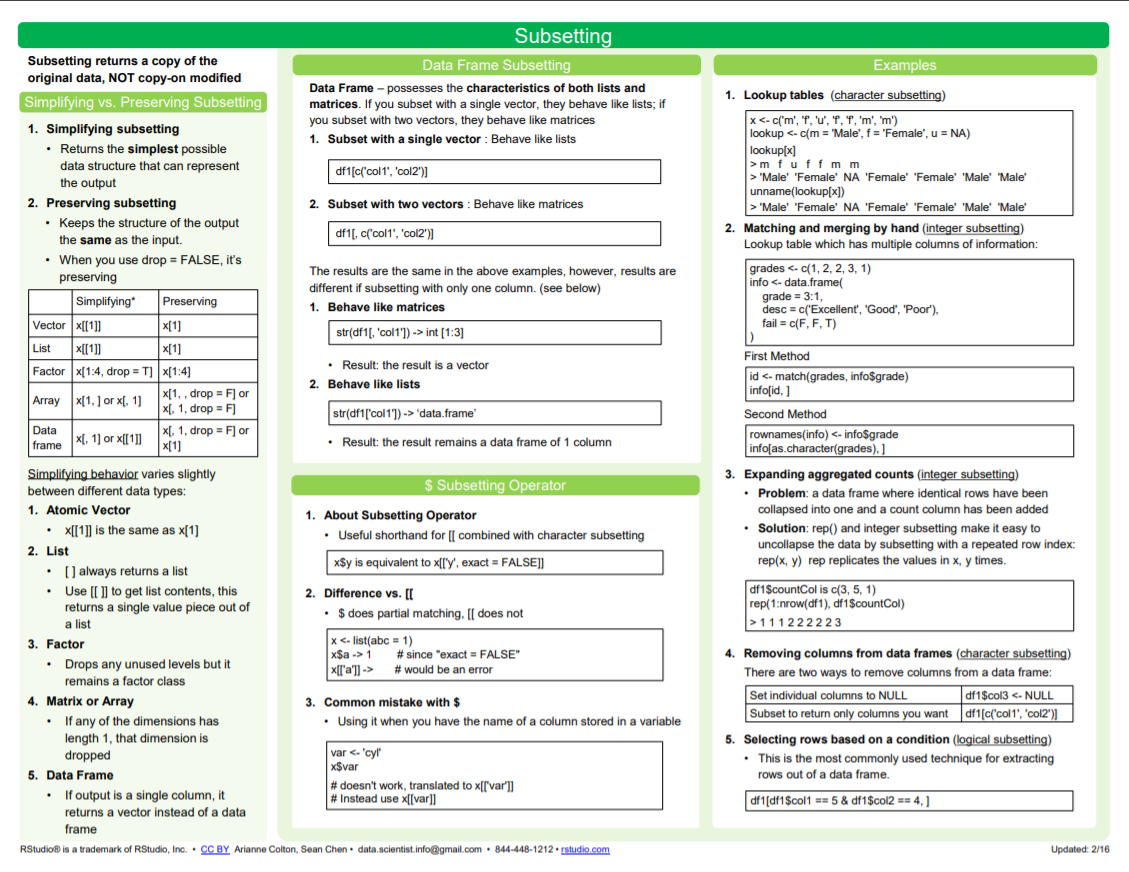 Subsetting
Subsetting returns a copy of the
original data, NOT copy-on modified
Simplifying vs. Preserving Subsetting
1. Simplifying subsetting
• Returns the simplest possible
data structure that can represent
the output
2. Preserving subsetting
• Keeps the structure of the output
the same as the input.
• When you use drop = FALSE, it's
preserving
Simplifying* Preserving
Vector x[[1]] x[1]
List x[[1]] x[1]
Factor x[1:4, drop = T] x[1:4]
Array x[1, ] or x[, 1] x[1, , drop = F] or
x[, 1, drop = F]
Data
frame x[, 1] or x[[1]] x[, 1, drop = F] or
x[1]
Simplifying behavior varies slightly
between different data types:
1. Atomic Vector
• x[[1]] is the same as x[1]
2. List
• [ ] always returns a list
• Use [[ ]] to get list contents, this
returns a single value piece out of
a list
3. Factor
• Drops any unused levels but it
remains a factor class
4. Matrix or Array
• If any of the dimensions has
length 1, that dimension is
dropped
5. Data Frame
• If output is a single column, it
returns a vector instead of a data
frame
Data Frame Subsetting
Data Frame – possesses the characteristics of both lists and
matrices. If you subset with a single vector, they behave like lists; if
you subset with two vectors, they behave like matrices
1. Subset with a single vector : Behave like lists
df1[c('col1', 'col2')]
2. Subset with two vectors : Behave like matrices
df1[, c('col1', 'col2')]
The results are the same in the above examples, however, results are
different if subsetting with only one column. (see below)
1. Behave like matrices
str(df1[, 'col1']) -> int [1:3]
• Result: the result is a vector
2. Behave like lists
str(df1['col1']) -> 'data.frame'
• Result: the result remains a data frame of 1 column
$ Subsetting Operator
1. About Subsetting Operator
• Useful shorthand for [[ combined with character subsetting
x$y is equivalent to x[['y', exact = FALSE]]
2. Difference vs. [[
• $ does partial matching, [[ does not
x <- list(abc = 1)
x$a -> 1 # since "exact = FALSE"
x[['a']] -> # would be an error
3. Common mistake with $
• Using it when you have the name of a column stored in a variable
var <- 'cyl'
x$var
# doesn't work, translated to x[['var']]
# Instead use x[[var]]
Examples
1. Lookup tables (character subsetting)
x <- c('m', 'f', 'u', 'f', 'f', 'm', 'm')
lookup <- c(m = 'Male', f = 'Female', u = NA)
lookup[x]
> m f u f f m m
> 'Male' 'Female' NA 'Female' 'Female' 'Male' 'Male'
unname(lookup[x])
> 'Male' 'Female' NA 'Female' 'Female' 'Male' 'Male'
2. Matching and merging by hand (integer subsetting)
Lookup table which has multiple columns of information:
grades <- c(1, 2, 2, 3, 1)
info <- data.frame(
grade = 3:1,
desc = c('Excellent', 'Good', 'Poor'),
fail = c(F, F, T)
)
First Method
id <- match(grades, info$grade)
info[id, ]
Second Method
rownames(info) <- info$grade
info[as.character(grades), ]
3. Expanding aggregated counts (integer subsetting)
• Problem: a data frame where identical rows have been
collapsed into one and a count column has been added
• Solution: rep() and integer subsetting make it easy to
uncollapse the data by subsetting with a repeated row index:
rep(x, y) rep replicates the values in x, y times.
df1$countCol is c(3, 5, 1)
rep(1:nrow(df1), df1$countCol)
> 1 1 1 2 2 2 2 2 3
4. Removing columns from data frames (character subsetting)
There are two ways to remove columns from a data frame:
Set individual columns to NULL df1$col3 <- NULL
Subset to return only columns you want df1[c('col1', 'col2')]
5. Selecting rows based on a condition (logical subsetting)
• This is the most commonly used technique for extracting
rows out of a data frame.
df1[df1$col1 == 5 & df1$col2 == 4, ]
RStudio® is a trademark of RStudio, Inc. • CC BY Arianne Colton, Sean Chen • data.scientist.info@gmail.com • 844-448-1212 • rstudio.com
Updated: 2/16